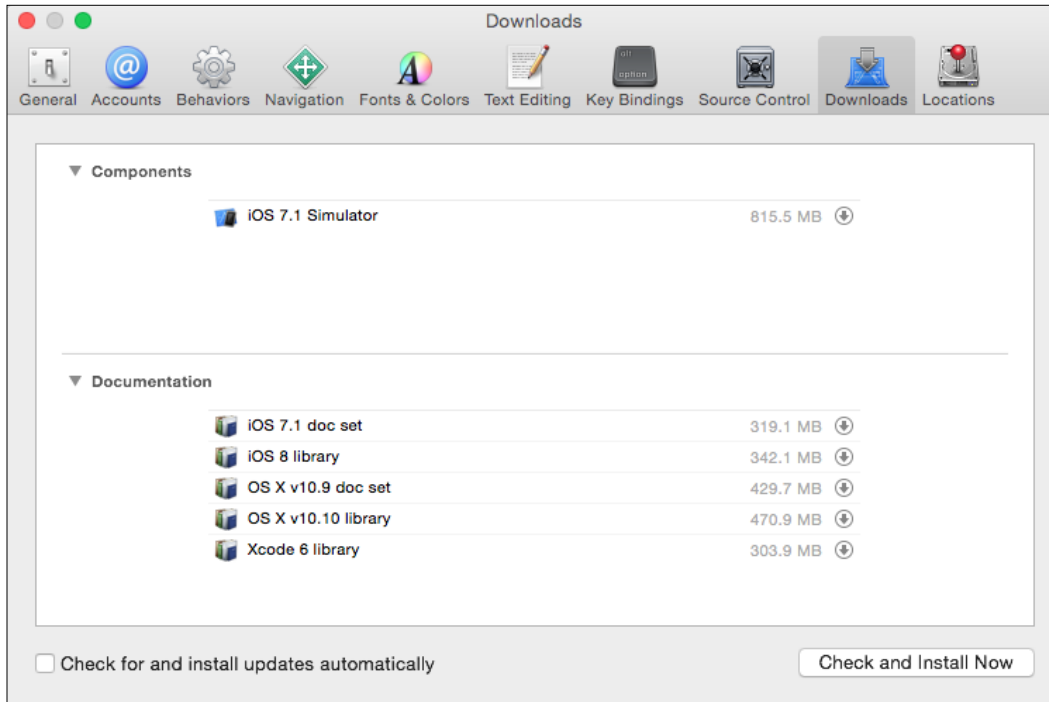 Downloads
General Accounts Behaviors Navigation Fonts & Colors Text Editing Key Bindings Source Control Downloads Locations
Components
iOS 7.1 Simulator 815.5 MB
Documentation
iOS 7.1 doc set 319.1 MB
iOS 8 library 342.1 MB
OS X v10.9 doc set 429.7 MB
OS X v10.10 library 470.9 MB
Xcode 6 library 303.9 MB
Check for and install updates automatically Check and Install Now